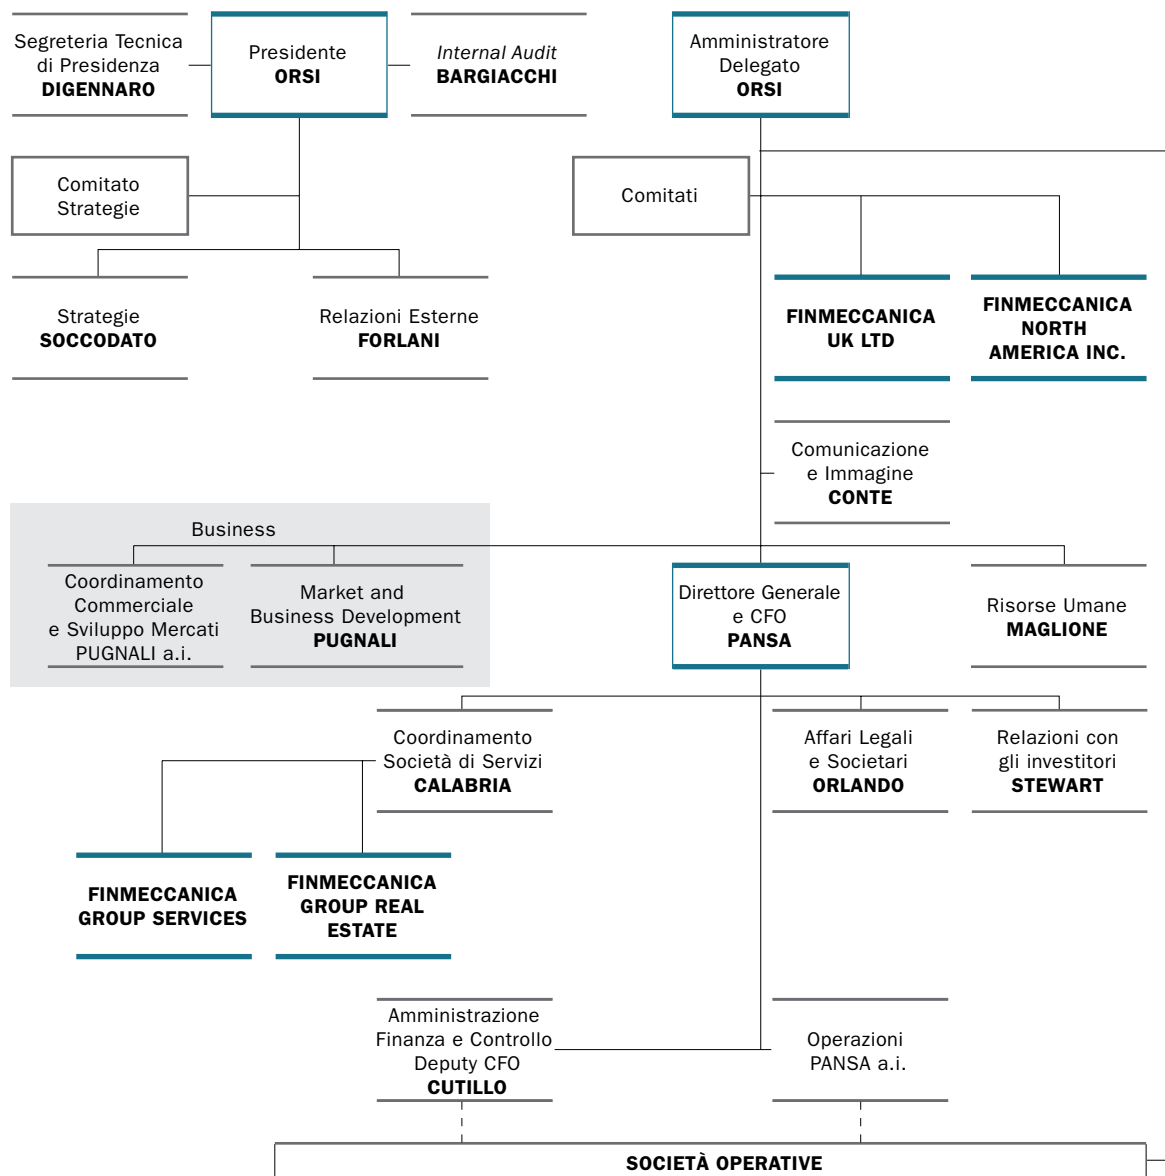 Segreteria Tecnica
di Presidenza
DIGENNARO
Presidente
ORSI
Internal Audit
BARGIACCHI
Amministratore
Delegato
ORSI
Comitato
Strategie
Comitati
Strategie
SOCCODATO
Relazioni Esterne
FORLANI
FINMECCANICA
UK LTD
FINMECCANICA
NORTH
AMERICA INC.
Comunicazione
e Immagine
CONTE
Business
Coordinamento
Commerciale
e Sviluppo Mercati
PUGNALI a.i.
Market and
Business Development
PUGNALI
Direttore Generale
e CFO
PANSA
Risorse Umane
MAGLIONE
Coordinamento
Società di Servizi
CALABRIA
Affari Legali
e Societari
ORLANDO
Relazioni con
gli investitori
STEWART
FINMECCANICA
GROUP SERVICES
FINMECCANICA
GROUP REAL
ESTATE
Amministrazione
Finanza e Controllo
Deputy CFO
CUTILLO
Operazioni
PANSA a.i.
SOCIETÀ OPERATIVE